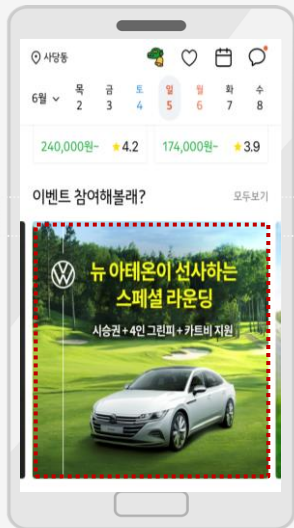 사당동
6월 목 금 토 일 월 화 수
2 3 4 5 6 7 8
240,000원~ ★4.2 174,000원~ ★3.9
이벤트 참여해볼래? 모두보기
뉴 아테온이 선사하는
스페셜 라운딩
시승권+4인 그린피+카트비 지원